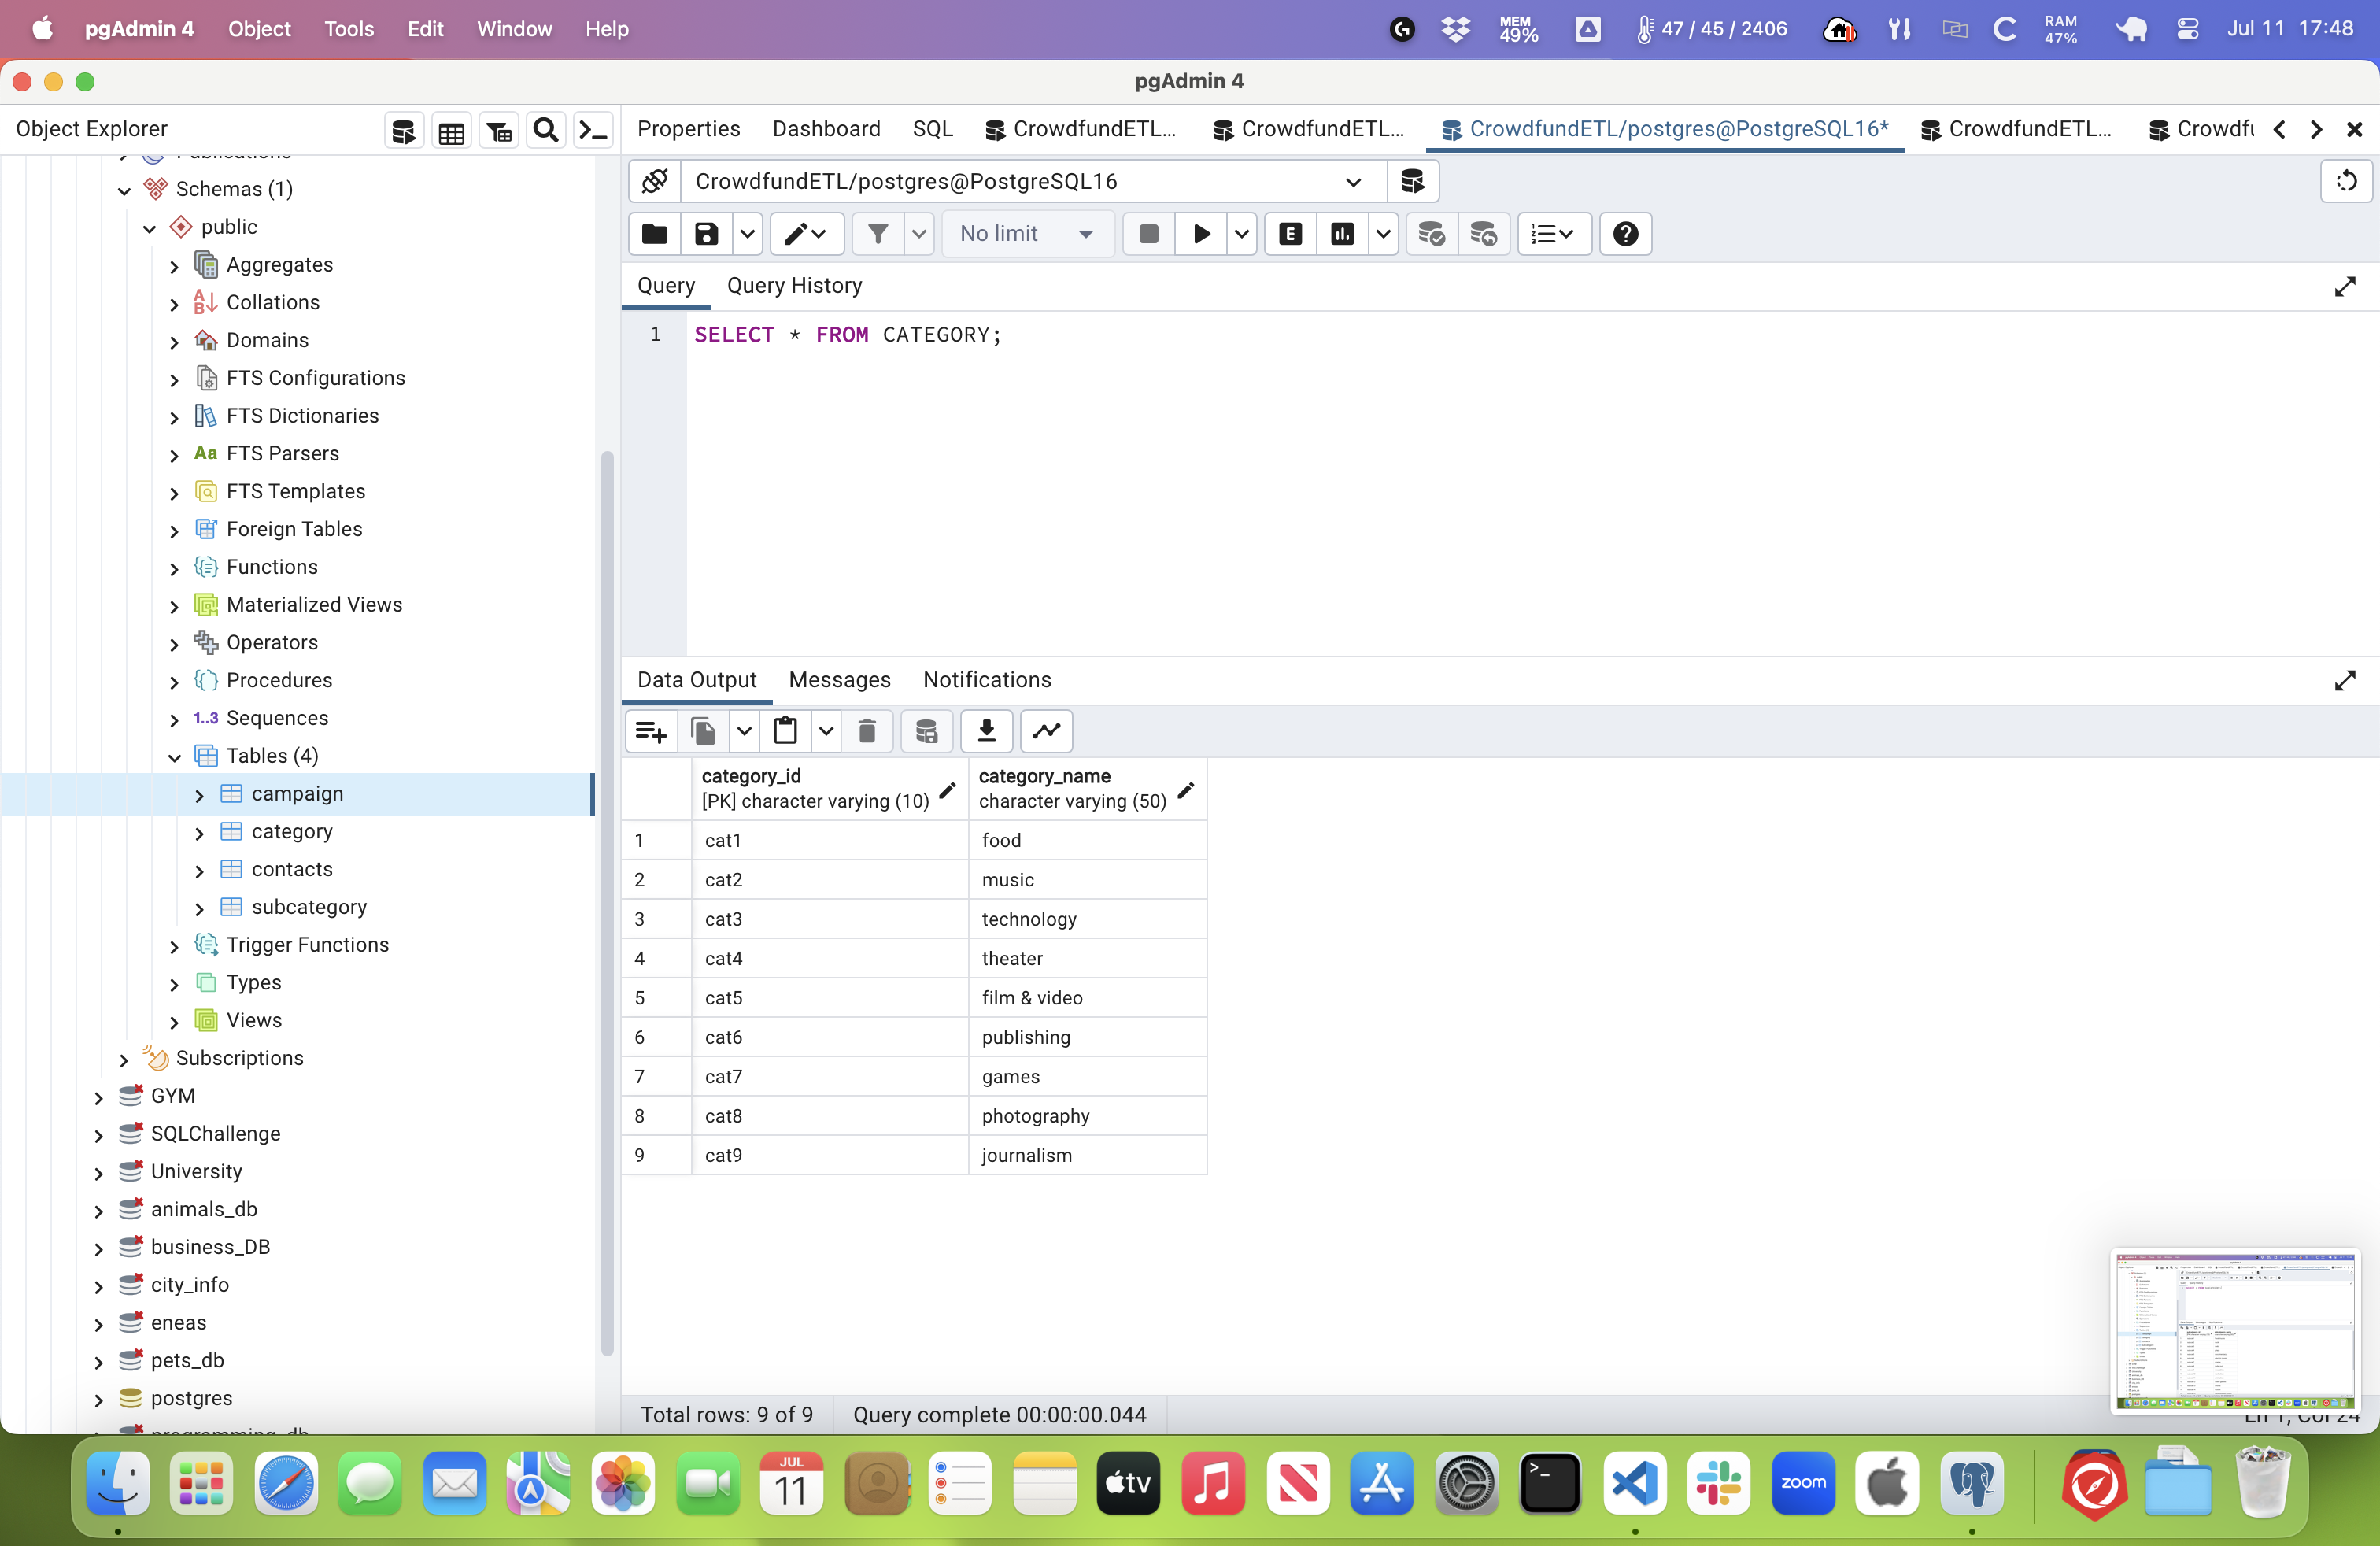 pgAdmin 4 Object Tools Edit Window Help
MEM 49% 47 / 45 / 2406 RAM 47% Jul 11 17:48
pgAdmin 4
Object Explorer
Properties Dashboard SQL CrowdfundETL... CrowdfundETL... CrowdfundETL/postgres@PostgreSQL16* CrowdfundETL... Crowdfu
Publications
Schemas (1)
public
Aggregates
Collations
Domains
FTS Configurations
FTS Dictionaries
Aa FTS Parsers
FTS Templates
Foreign Tables
Functions
Materialized Views
Operators
Procedures
1..3 Sequences
Tables (4)
campaign
category
contacts
subcategory
Trigger Functions
Types
Views
Subscriptions
GYM
SQLChallenge
University
animals_db
business_DB
city_info
eneas
pets_db
postgres
programming_db
CrowdfundETL/postgres@PostgreSQL16
No limit
E
Query Query History
1 SELECT * FROM CATEGORY;
Data Output Messages Notifications
category_id category_name
[PK] character varying (10) character varying (50)
1 cat1 food
2 cat2 music
3 cat3 technology
4 cat4 theater
5 cat5 film & video
6 cat6 publishing
7 cat7 games
8 cat8 photography
9 cat9 journalism
Total rows: 9 of 9 Query complete 00:00:00.044
Ln 1, Col 24
JUL 11
tv
zoom